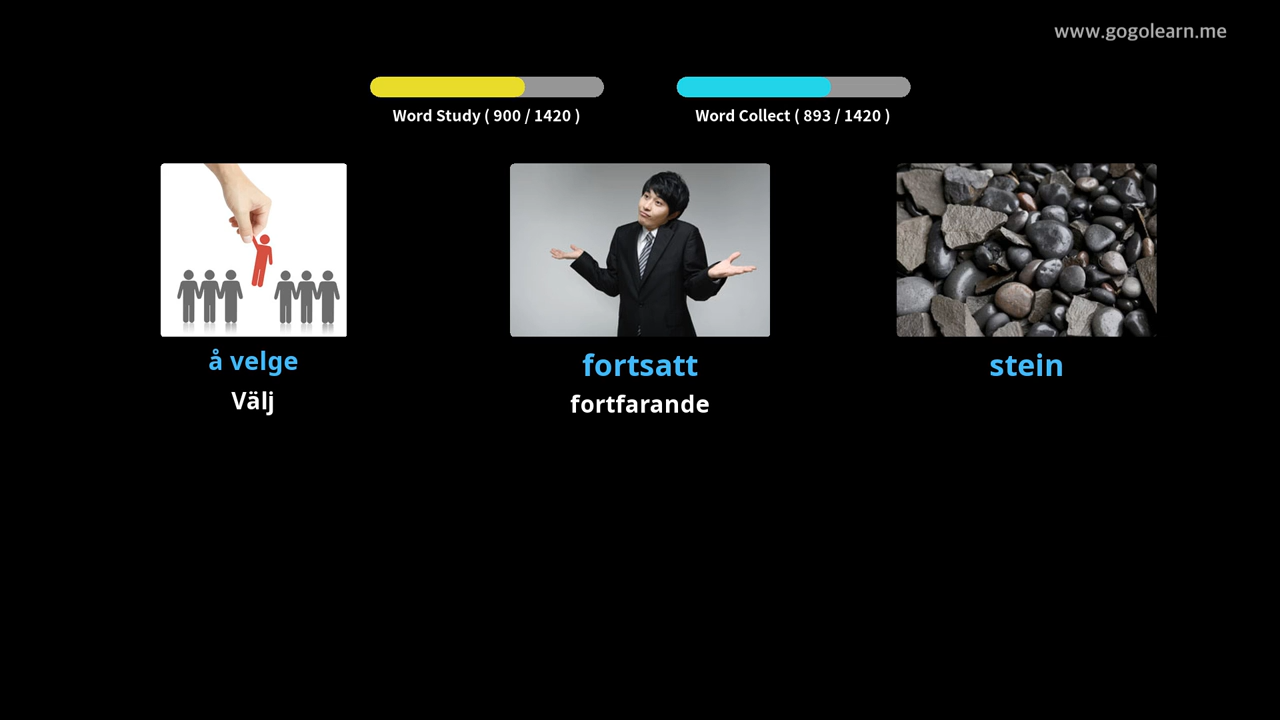 www.gogolearn.me
Word Study ( 900 / 1420 )
Word Collect ( 893 / 1420 )
å velge
Välj
fortsatt
fortfarande
stein